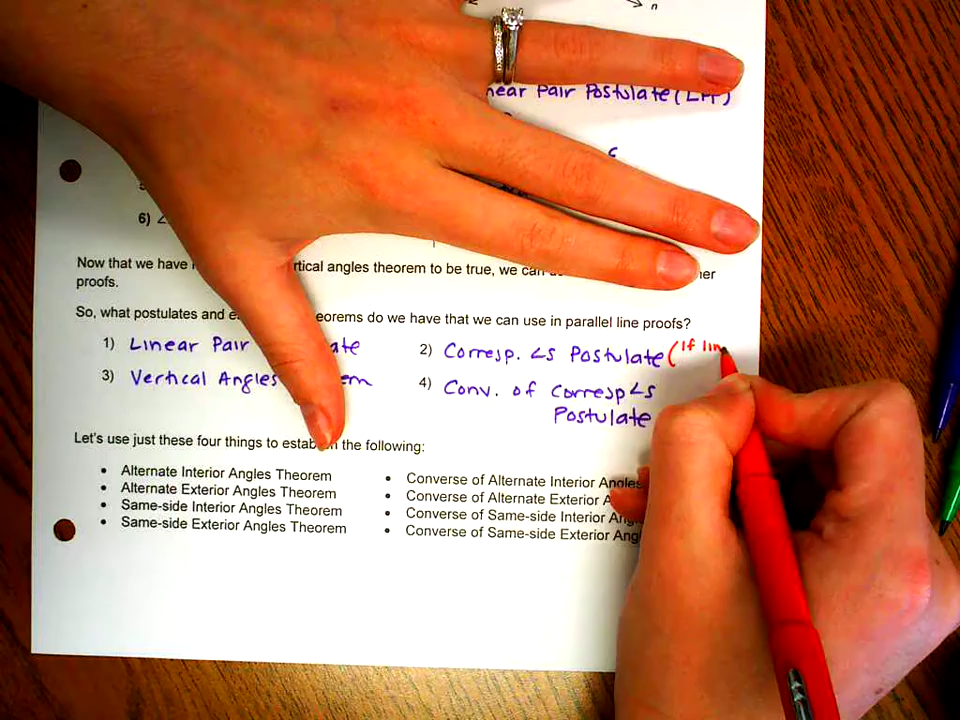 n
near Pair Postulate (LPP)
6) ∠
Now that we have rtical angles theorem to be true, we can her
proofs.
So, what postulates and eorems do we have that we can use in parallel line proofs?
1) Linear Pair ate 2) Corresp. ∠s Postulate (If lin
3) Vertical Angles em 4) Conv. of Corresp ∠s
Postulate
Let's use just these four things to establ n the following:
• Alternate Interior Angles Theorem • Converse of Alternate Interior Angles
• Alternate Exterior Angles Theorem • Converse of Alternate Exterior A
• Same-side Interior Angles Theorem • Converse of Same-side Interior Ang
• Same-side Exterior Angles Theorem • Converse of Same-side Exterior Ang